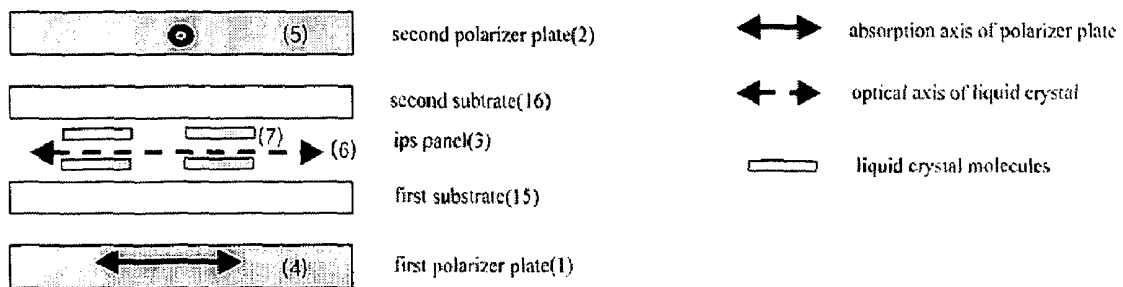 (5) second polarizer plate(2)
absorption axis of polarizer plate
second subtrate(16)
optical axis of liquid crystal
(7)
(6) ips panel(3)
liquid crystal molecules
first substrate(15)
(4) first polarizer plate(1)